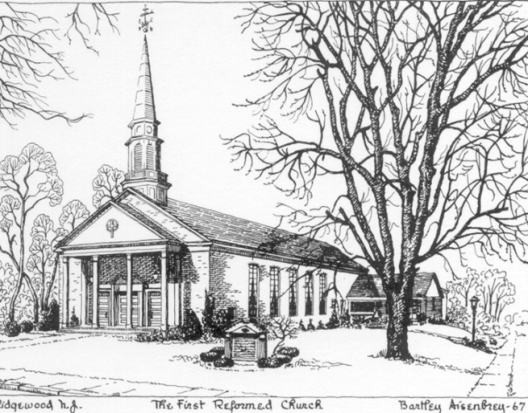 Ridgewood N.J. The First Reformed Church Bartley Aisenbrey-67